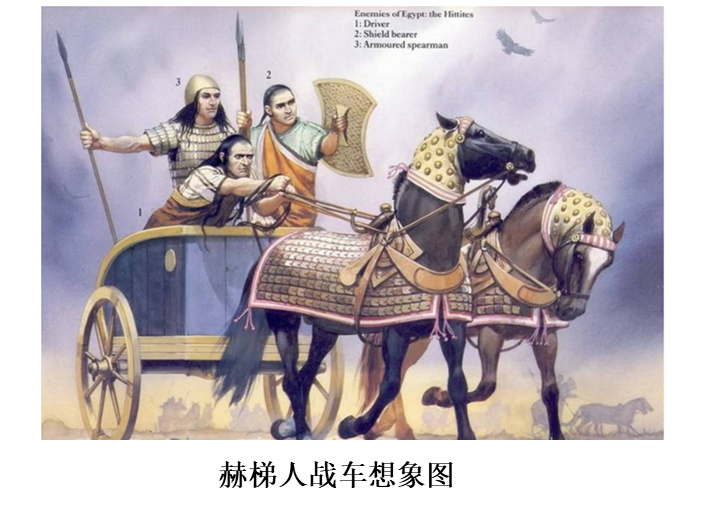 Enemies of Egypt: the Hittites
1: Driver
2: Shield bearer
3: Armoured spearman
3
2
1
赫梯人战车想象图